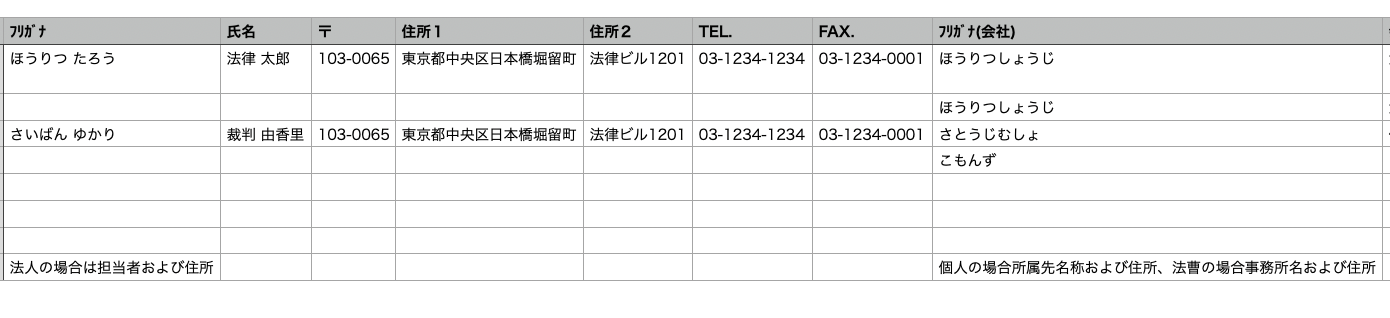 ﾌﾘｶﾞﾅ 氏名 〒 住所１ 住所２ TEL. FAX. ﾌﾘｶﾞﾅ(会社)
ほうりつ たろう 法律 太郎 103-0065 東京都中央区日本橋堀留町 法律ビル1201 03-1234-1234 03-1234-0001 ほうりつしょうじ
ほうりつしょうじ
さいばん ゆかり 裁判 由香里 103-0065 東京都中央区日本橋堀留町 法律ビル1201 03-1234-1234 03-1234-0001 さとうじむしょ
こもんず
法人の場合は担当者および住所 個人の場合所属先名称および住所、法曹の場合事務所名および住所